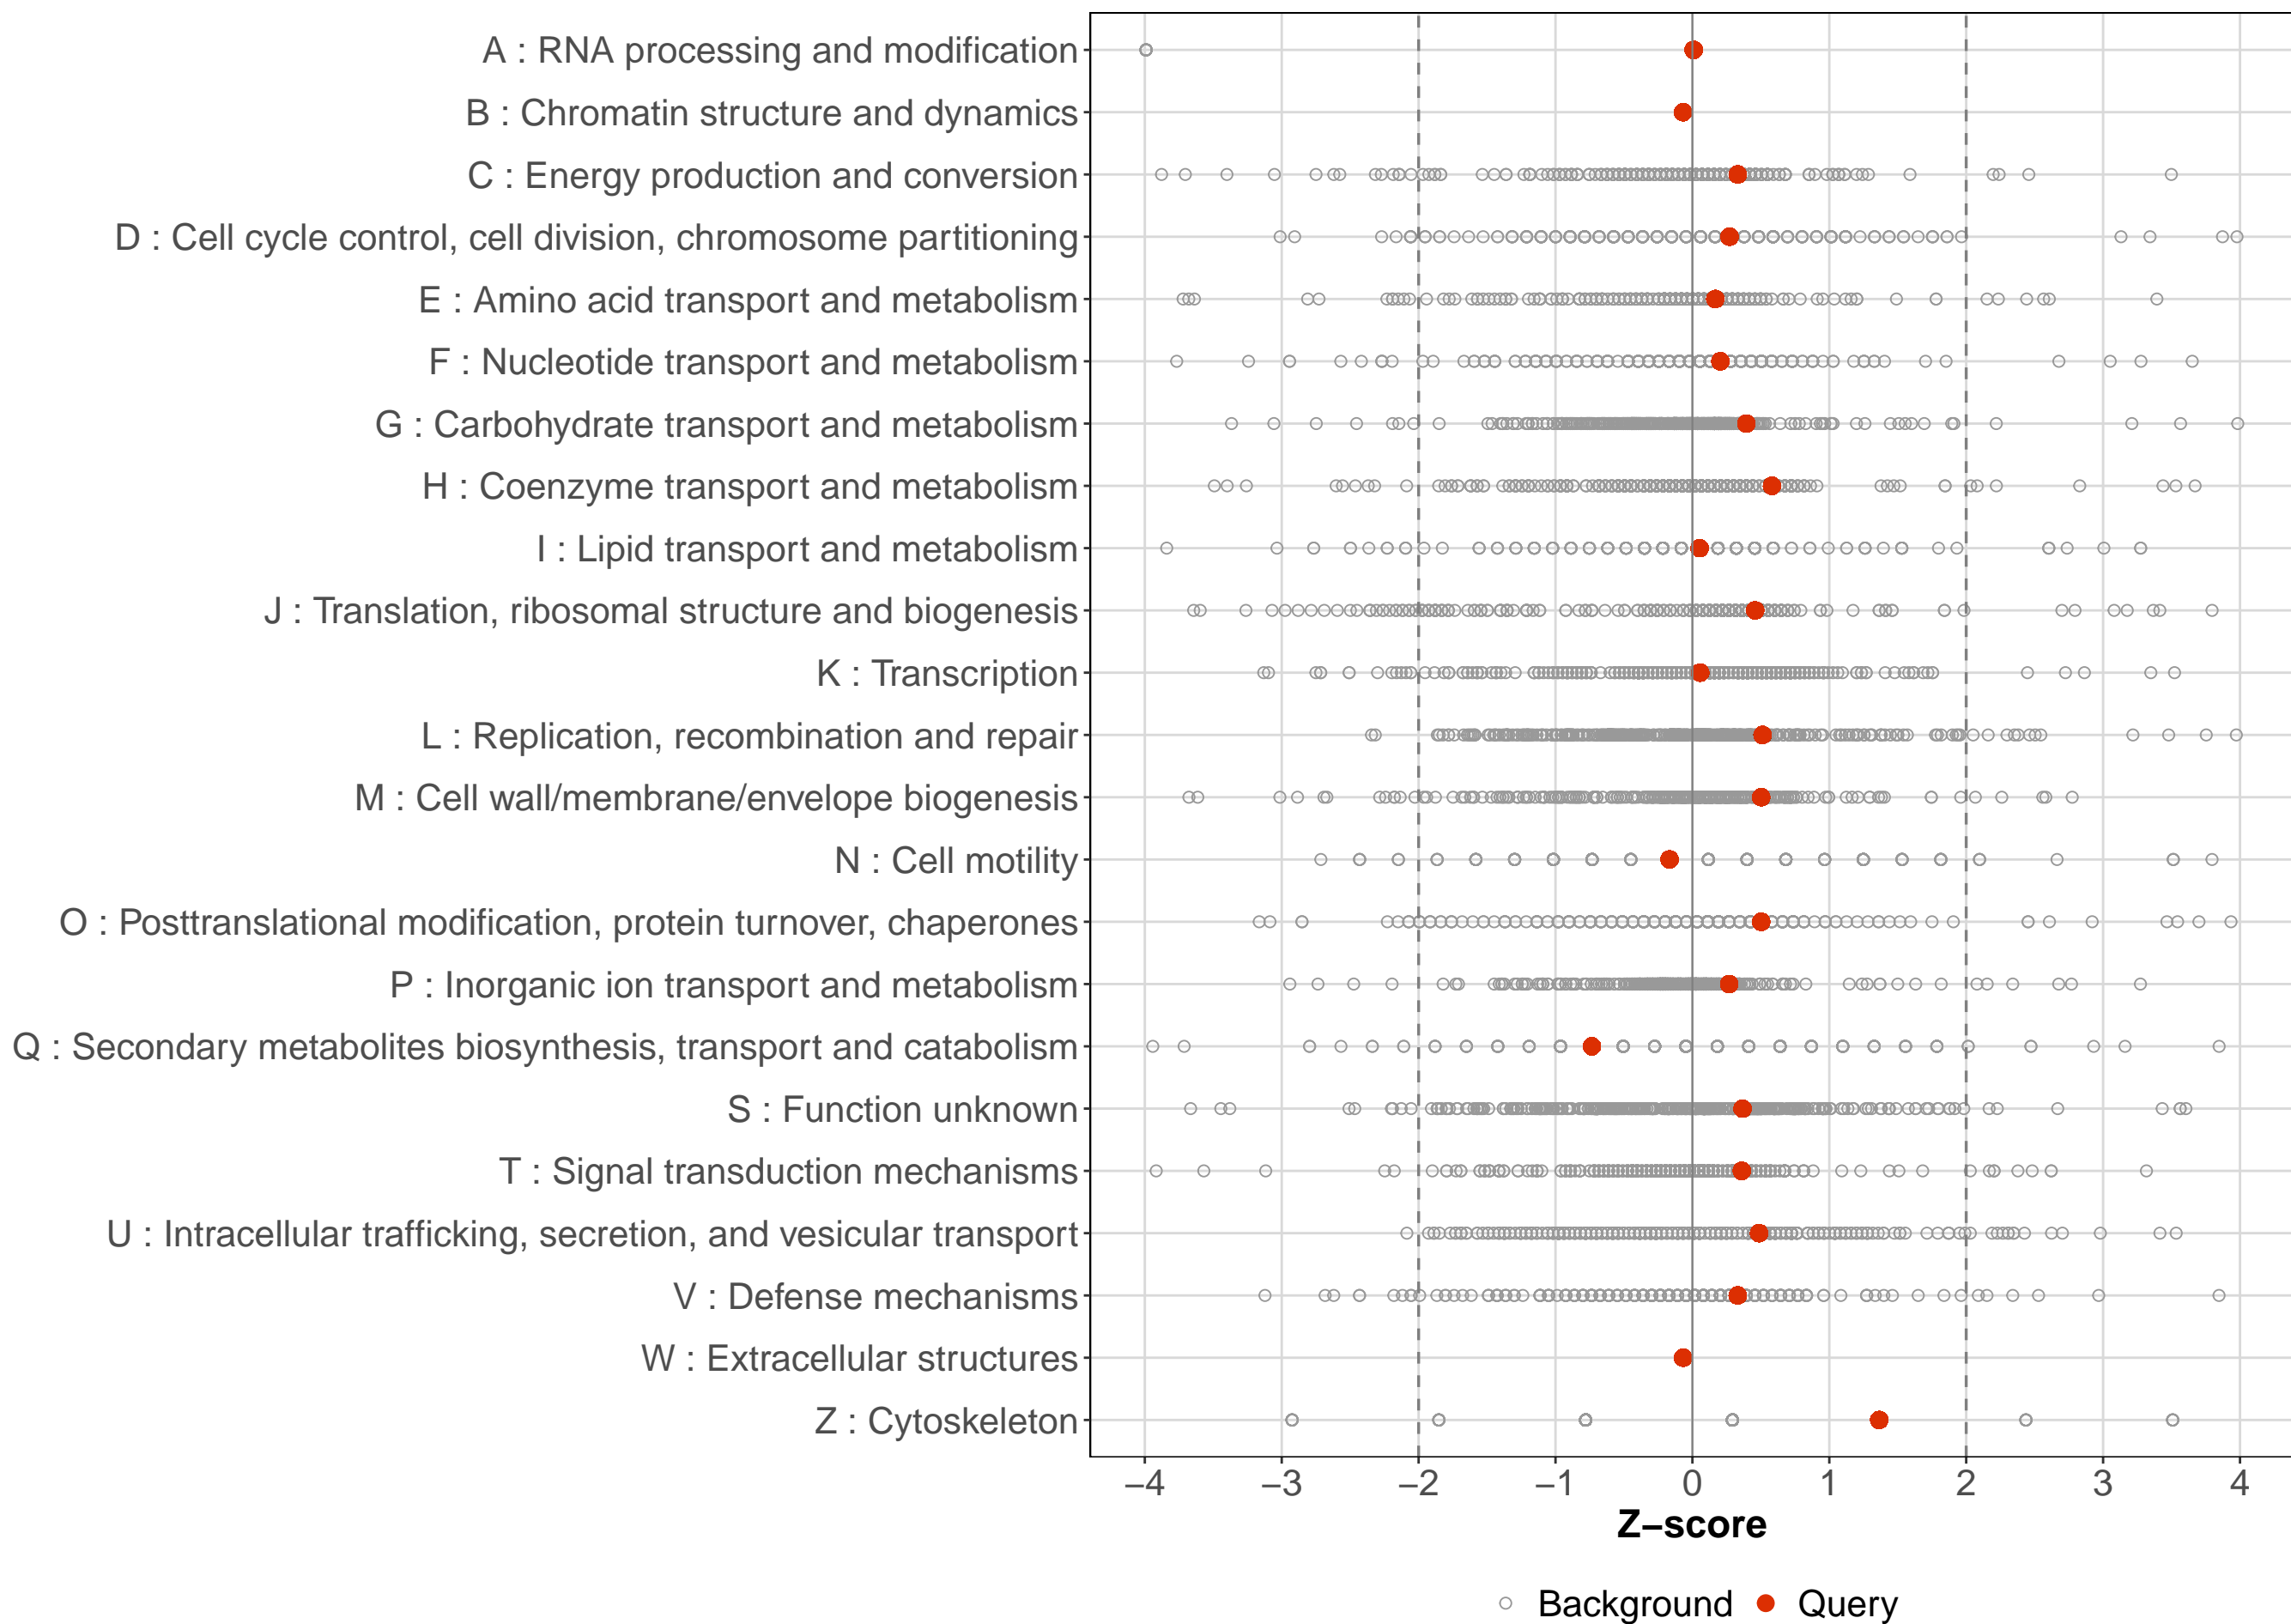 A : RNA processing and modification
B : Chromatin structure and dynamics
C : Energy production and conversion
D : Cell cycle control, cell division, chromosome partitioning
E : Amino acid transport and metabolism
F : Nucleotide transport and metabolism
G : Carbohydrate transport and metabolism
H : Coenzyme transport and metabolism
I : Lipid transport and metabolism
J : Translation, ribosomal structure and biogenesis
K : Transcription
L : Replication, recombination and repair
M : Cell wall/membrane/envelope biogenesis
N : Cell motility
O : Posttranslational modification, protein turnover, chaperones
P : Inorganic ion transport and metabolism
Q : Secondary metabolites biosynthesis, transport and catabolism
S : Function unknown
T : Signal transduction mechanisms
U : Intracellular trafficking, secretion, and vesicular transport
V : Defense mechanisms
W : Extracellular structures
Z : Cytoskeleton
−4 −3 −2 −1 0 1 2 3 4
Z−score
Background Query